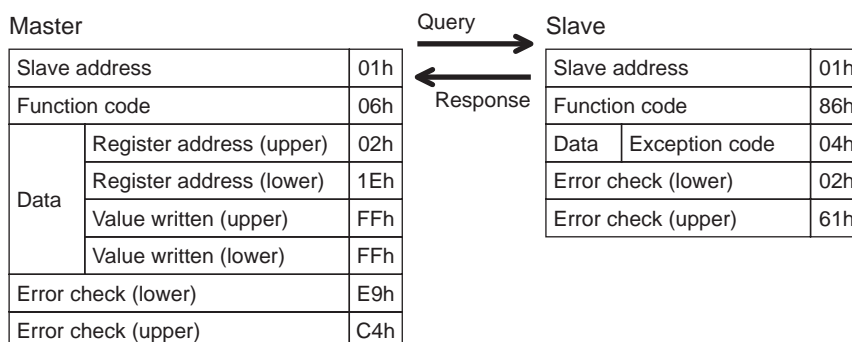 Master
Query
Slave
Slave address 01h
Function code 06h
Data
Register address (upper) 02h
Register address (lower) 1Eh
Value written (upper) FFh
Value written (lower) FFh
Error check (lower) E9h
Error check (upper) C4h
Response
Slave address 01h
Function code 86h
Data Exception code 04h
Error check (lower) 02h
Error check (upper) 61h